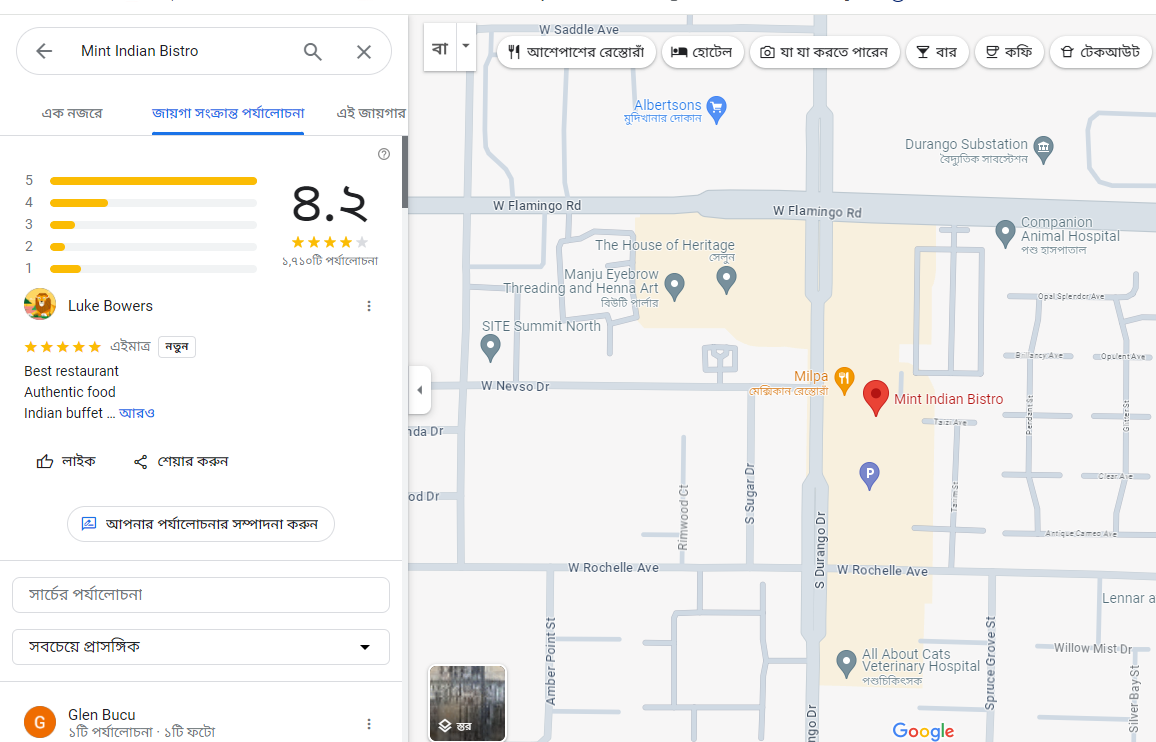 Mint Indian Bistro
এক নজরে
জায়গা সংক্রান্ত পর্যালোচনা
এই জায়গার
5
4
3
2
1
৪.২
১,৭১০টি পর্যালোচনা
Luke Bowers
এইমাত্র নতুন
Best restaurant
Authentic food
Indian buffet ... আরও
লাইক
শেয়ার করুন
আপনার পর্যালোচনার সম্পাদনা করুন
সার্চের পর্যালোচনা
সবচেয়ে প্রাসঙ্গিক
G
Glen Bucu
১টি পর্যালোচনা · ১টি ফটো
বা
আশেপাশের রেস্তোরাঁ
হোটেল
যা যা করতে পারেন
বার
কফি
টেকআউট
W Saddle Ave
Albertsons
মুদিখানার দোকান
Durango Substation
বৈদ্যুতিক সাবস্টেশন
W Flamingo Rd
W Flamingo Rd
Companion
Animal Hospital
পশু হাসপাতাল
The House of Heritage
সেলুন
Manju Eyebrow
Threading and Henna Art
বিউটি পার্লার
Opal Splendor Ave
SITE Summit North
Brillancy Ave
Opulent Ave
W Nevso Dr
Milpa
মেক্সিকান রেস্তোরাঁ
Mint Indian Bistro
Perdant St
Glitter St
Taizi Ave
nda Dr
P
Clear Ave
od Dr
S Sugar Dr
Rimwood Ct
S Durango Dr
Antique Cameo Ave
W Rochelle Ave
W Rochelle Ave
Lennar a
Amber Point St
Spruce Grove St
Willow Mist Dr
All About Cats
Veterinary Hospital
পশুচিকিৎসক
Silver Bay St
স্তর
ngo Dr
Google